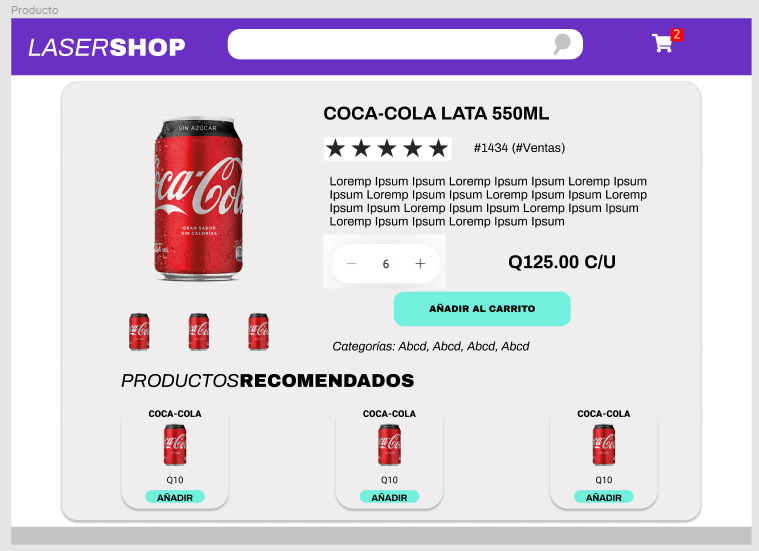 Producto
LASERSHOP
2
COCA-COLA LATA 550ML
SIN AZÚCAR
#1434 (#Ventas)
Loremp Ipsum Ipsum Loremp Ipsum Ipsum Loremp Ipsum
Ipsum Loremp Ipsum Ipsum Loremp Ipsum Ipsum Loremp
Ipsum Ipsum Loremp Ipsum Ipsum Loremp Ipsum Ipsum
Loremp Ipsum Ipsum Loremp Ipsum Ipsum
Coca-Cola
GRAN SABOR
SIN CALORÍAS
− 6 +
Q125.00 C/U
AÑADIR AL CARRITO
Categorías: Abcd, Abcd, Abcd, Abcd
PRODUCTOSRECOMENDADOS
COCA-COLA
Q10
AÑADIR
COCA-COLA
Q10
AÑADIR
COCA-COLA
Q10
AÑADIR